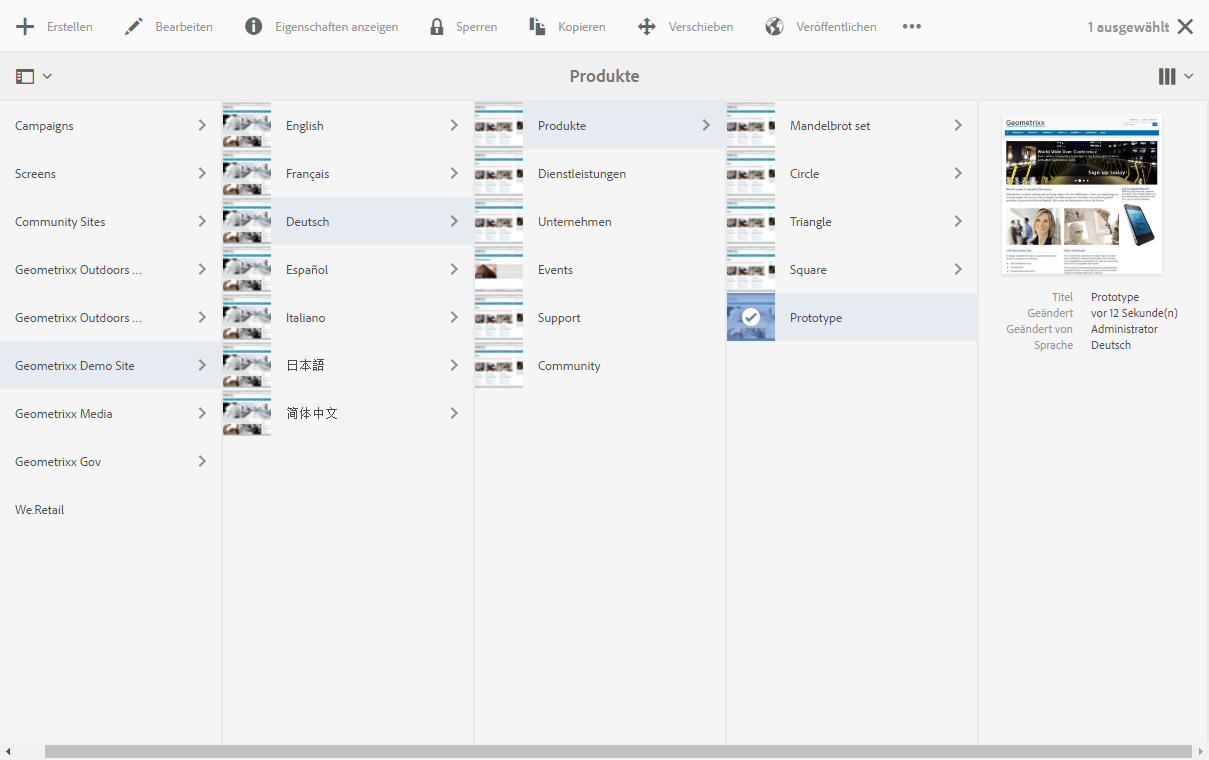 Erstellen
Bearbeiten
Eigenschaften anzeigen
Sperren
Kopieren
Verschieben
Veröffentlichen
1 ausgewählt
Produkte
Campaigns
Community Sites
Geometrixx Outdoors ...
Geometrixx Outdoors ...
Geometrixx Demo Site
Geometrixx Media
Geometrixx Gov
We.Retail
English
Français
Deutsch
Español
Italiano
日本語
简体中文
Produkte
Dienstleistungen
Unternehmen
Events
Support
Community
Mandelbrot set
Circle
Triangle
Square
Prototype
Geometrixx
World Wide User Conference
Sign up today
Titel Prototype
Geändert vor 12 Sekunde(n)
Geändert von Administrator
Sprache Deutsch